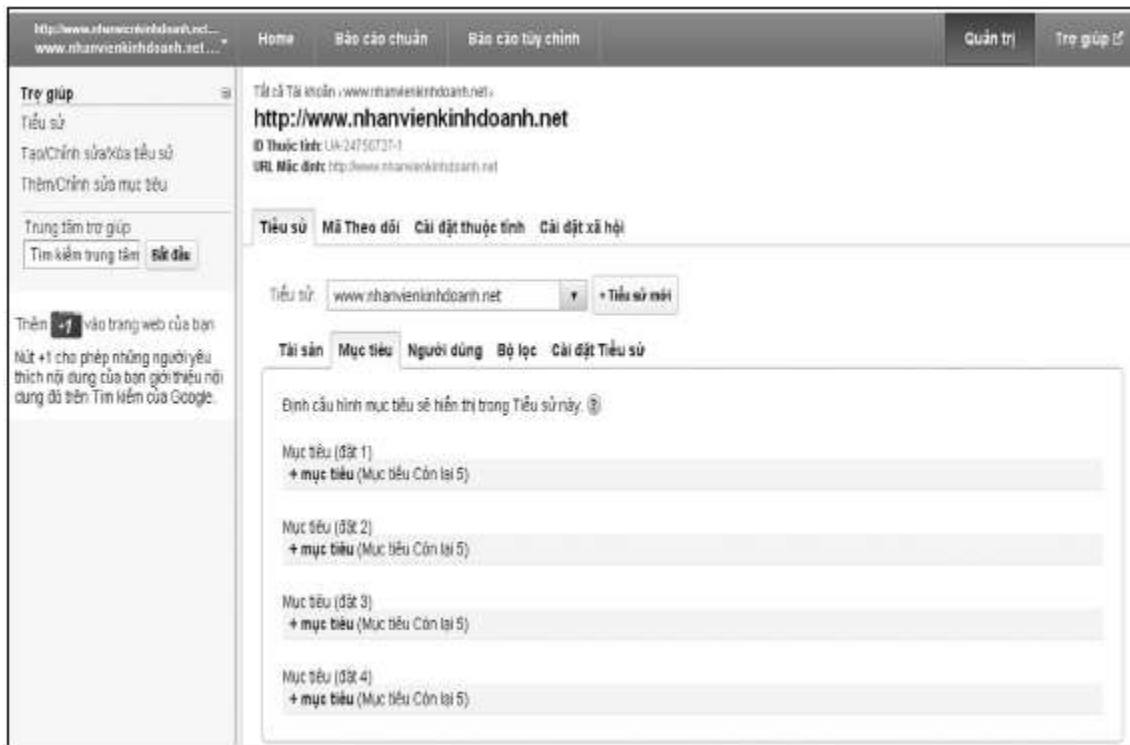 www.nhanvienkinhdoanh.net ...
Home Báo cáo chuẩn Báo cáo tùy chỉnh Quản trị Trợ giúp
Trợ giúp
Tiểu sử
Tạo/Chỉnh sửa/Xóa tiểu sử
Thêm/Chỉnh sửa mục tiêu
Trung tâm trợ giúp
Tìm kiếm trung tâm Bắt đầu
Thêm +1 vào trang web của bạn
Nút +1 cho phép những người yêu
thích nội dung của bạn giới thiệu nội
dung đó trên Tìm kiếm của Google.
Tất cả Tài khoản › www.nhanvienkinhdoanh.net ›
http://www.nhanvienkinhdoanh.net
ID Thuộc tính: UA-24750737-1
URL Mặc định: http://www.nhanvienkinhdoanh.net
Tiểu sử Mã Theo dõi Cài đặt thuộc tính Cài đặt xã hội
Tiểu sử: www.nhanvienkinhdoanh.net + Tiểu sử mới
Tài sản Mục tiêu Người dùng Bộ lọc Cài đặt Tiểu sử
Định cấu hình mục tiêu sẽ hiển thị trong Tiểu sử này. ?
Mục tiêu (đặt 1)
+ mục tiêu (Mục tiêu Còn lại 5)
Mục tiêu (đặt 2)
+ mục tiêu (Mục tiêu Còn lại 5)
Mục tiêu (đặt 3)
+ mục tiêu (Mục tiêu Còn lại 5)
Mục tiêu (đặt 4)
+ mục tiêu (Mục tiêu Còn lại 5)